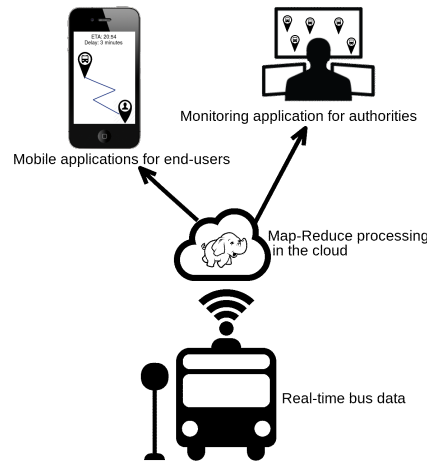 ETA: 20:54
Delay: 3 minutes
Monitoring application for authorities
Mobile applications for end-users
Map-Reduce processing
in the cloud
Real-time bus data